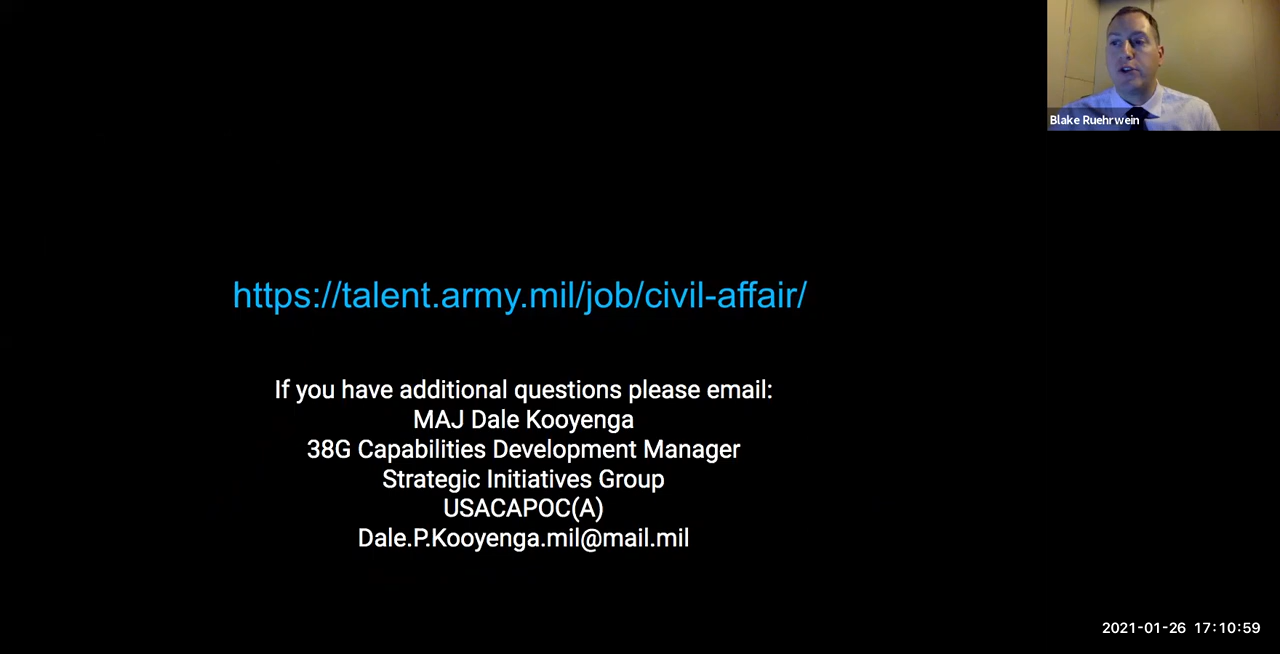 Blake Ruehrwein
https://talent.army.mil/job/civil-affair/
If you have additional questions please email:
MAJ Dale Kooyenga
38G Capabilities Development Manager
Strategic Initiatives Group
USACAPOC(A)
Dale.P.Kooyenga.mil@mail.mil
2021-01-26 17:10:59